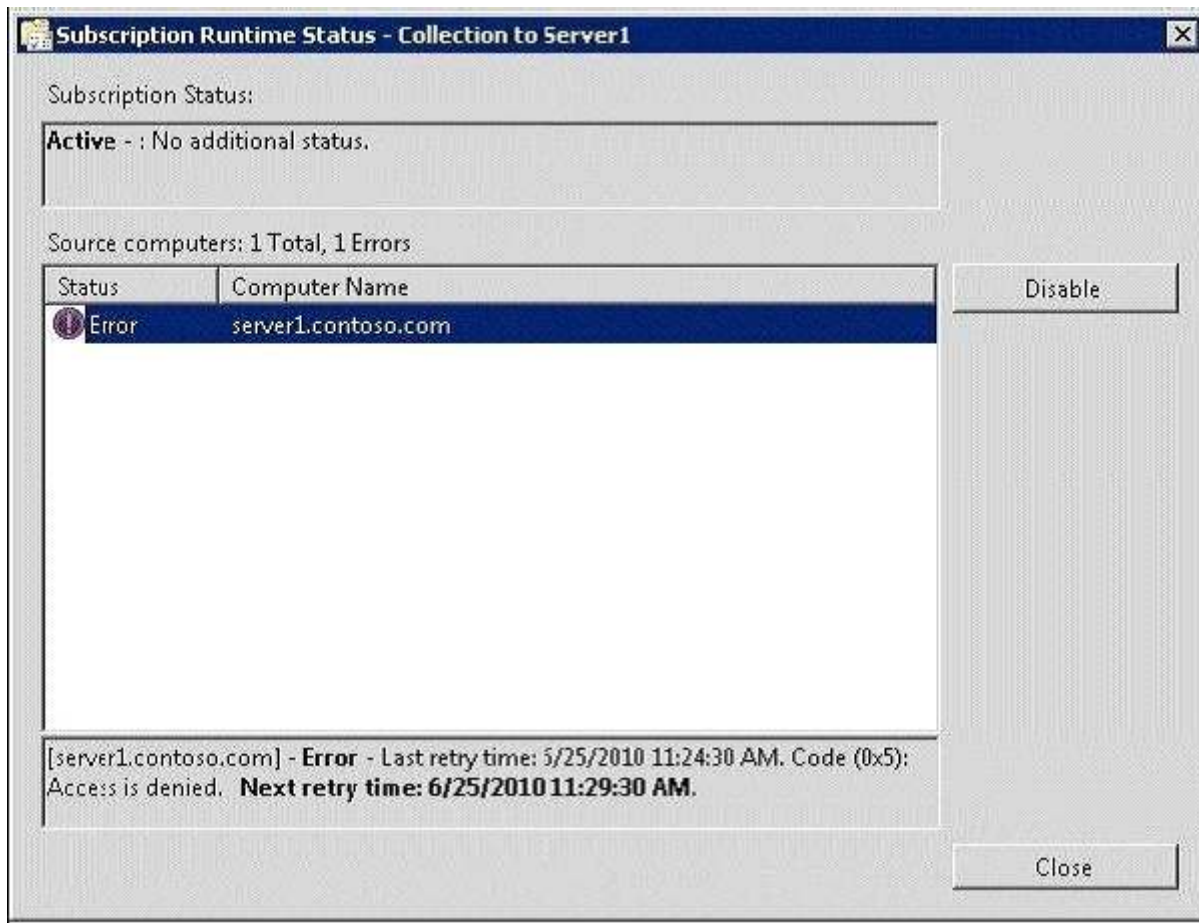 Subscription Runtime Status - Collection to Server1
Subscription Status:
Active - : No additional status.
Source computers: 1 Total, 1 Errors
Status Computer Name
Disable
Error server1.contoso.com
[server1.contoso.com] - Error - Last retry time: 5/25/2010 11:24:30 AM. Code (0x5):
Access is denied. Next retry time: 6/25/2010 11:29:30 AM.
Close